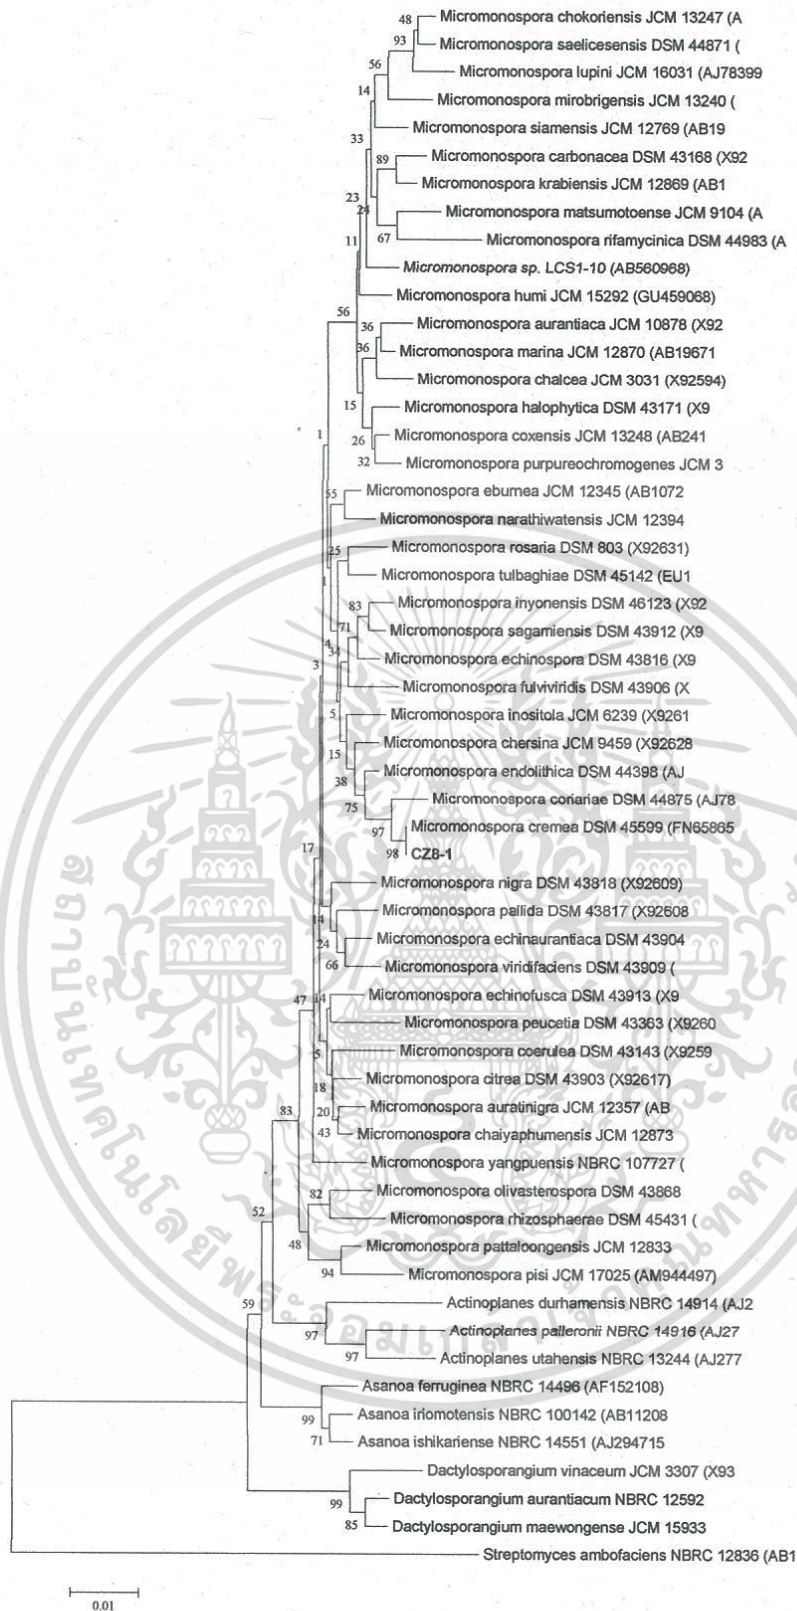 48
Micromonospora chokoriensis JCM 13247 (A
93
Micromonospora saelicesensis DSM 44871 (
56
Micromonospora lupini JCM 16031 (AJ78399
14
Micromonospora mirobrigensis JCM 13240 (
Micromonospora siamensis JCM 12769 (AB19
33
89
Micromonospora carbonacea DSM 43168 (X92
Micromonospora krabiensis JCM 12869 (AB1
23
24
Micromonospora matsumotoense JCM 9104 (A
11
67
Micromonospora rifamycinica DSM 44983 (A
Micromonospora sp. LCS1-10 (AB560968)
Micromonospora humi JCM 15292 (GU459068)
56
36
Micromonospora aurantiaca JCM 10878 (X92
36
Micromonospora marina JCM 12870 (AB19671
Micromonospora chalcea JCM 3031 (X92594)
15
Micromonospora halophytica DSM 43171 (X9
1
26
Micromonospora coxensis JCM 13248 (AB241
32
Micromonospora purpureochromogenes JCM 3
55
Micromonospora eburnea JCM 12345 (AB1072
Micromonospora narathiwatensis JCM 12394
25
Micromonospora rosaria DSM 803 (X92631)
1
Micromonospora tulbaghiae DSM 45142 (EU1
83
Micromonospora inyonensis DSM 46123 (X92
71
Micromonospora sagamiensis DSM 43912 (X9
4
34
Micromonospora echinospora DSM 43816 (X9
3
Micromonospora fulviviridis DSM 43906 (X
5
Micromonospora inositola JCM 6239 (X9261
15
Micromonospora chersina JCM 9459 (X92628
38
Micromonospora endolithica DSM 44398 (AJ
75
Micromonospora coriariae DSM 44875 (AJ78
97
Micromonospora cremea DSM 45599 (FN65865
17
98
CZ8-1
Micromonospora nigra DSM 43818 (X92609)
14
Micromonospora pallida DSM 43817 (X92608
24
Micromonospora echinaurantiaca DSM 43904
66
Micromonospora viridifaciens DSM 43909 (
47
14
Micromonospora echinofusca DSM 43913 (X9
Micromonospora peucetia DSM 43363 (X9260
5
Micromonospora coerulea DSM 43143 (X9259
18
Micromonospora citrea DSM 43903 (X92617)
83
20
Micromonospora auratinigra JCM 12357 (AB
43
Micromonospora chaiyaphumensis JCM 12873
Micromonospora yangpuensis NBRC 107727 (
82
Micromonospora olivasterospora DSM 43868
52
Micromonospora rhizosphaerae DSM 45431 (
48
Micromonospora pattaloongensis JCM 12833
94
Micromonospora pisi JCM 17025 (AM944497)
59
Actinoplanes durhamensis NBRC 14914 (AJ2
97
Actinoplanes palleronii NBRC 14916 (AJ27
97
Actinoplanes utahensis NBRC 13244 (AJ277
Asanoa ferruginea NBRC 14496 (AF152108)
99
Asanoa iriomotensis NBRC 100142 (AB11208
71
Asanoa ishikariense NBRC 14551 (AJ294715
Dactylosporangium vinaceum JCM 3307 (X93
99
Dactylosporangium aurantiacum NBRC 12592
85
Dactylosporangium maewongense JCM 15933
Streptomyces ambofaciens NBRC 12836 (AB1
0.01